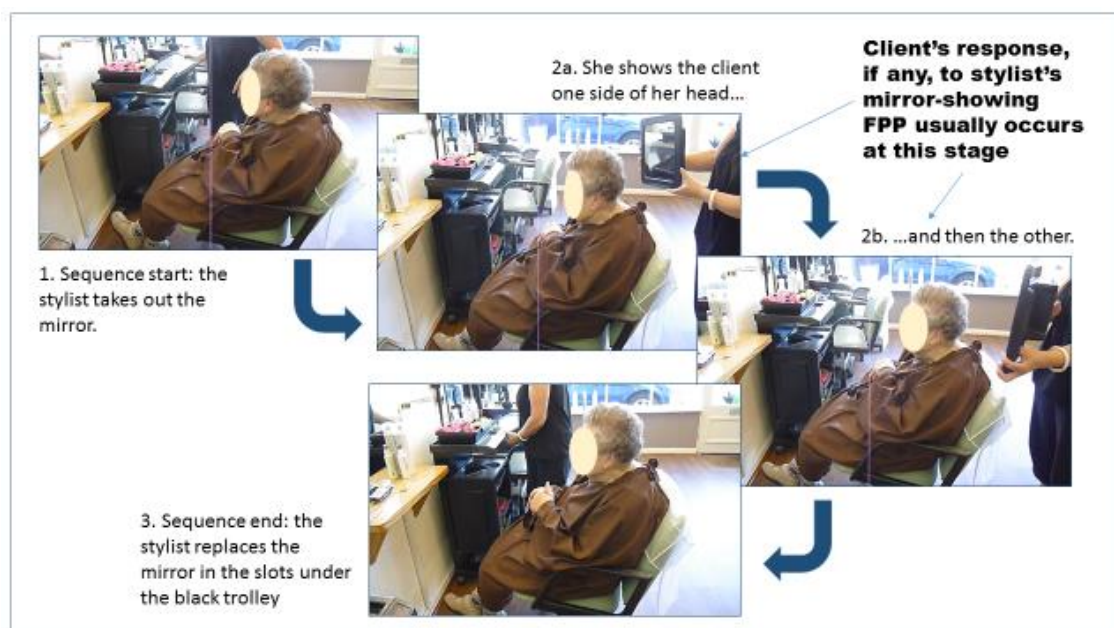 1. Sequence start: the
stylist takes out the
mirror.
2a. She shows the client
one side of her head…
Client’s response,
if any, to stylist’s
mirror-showing
FPP usually occurs
at this stage
2b. …and then the other.
3. Sequence end: the
stylist replaces the
mirror in the slots under
the black trolley